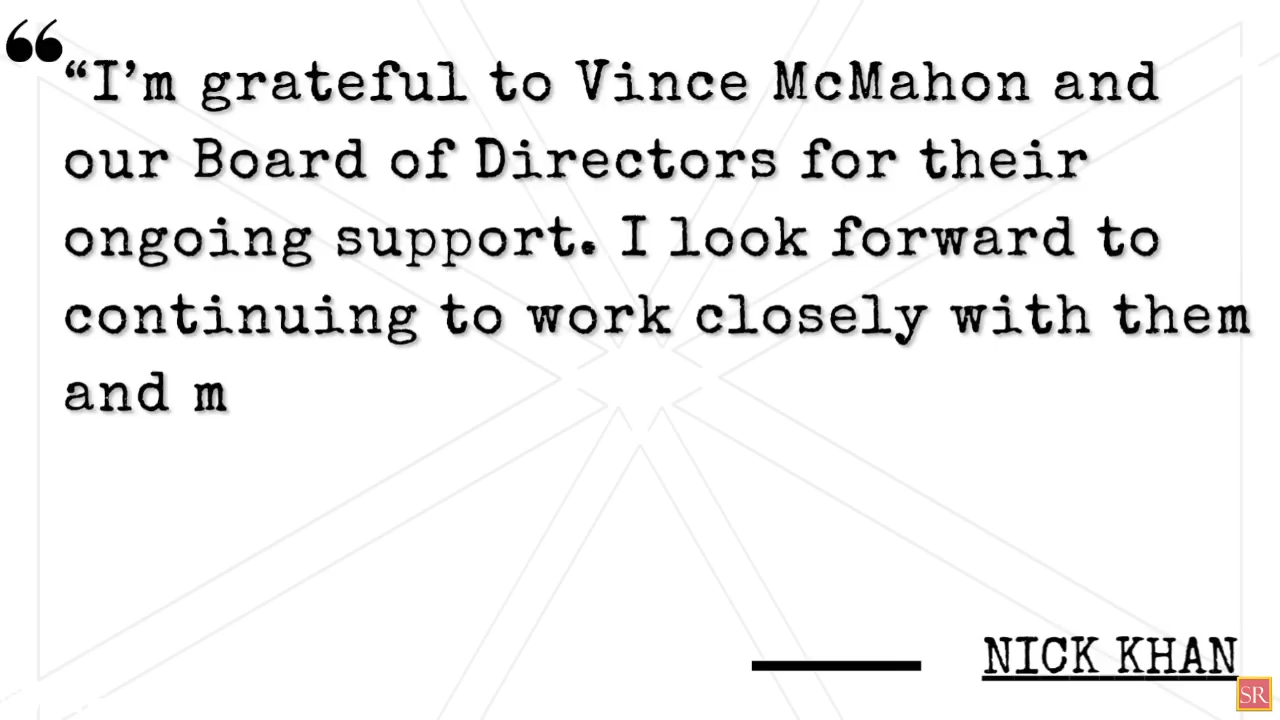 ❝
“I’m grateful to Vince McMahon and
our Board of Directors for their
ongoing support. I look forward to
continuing to work closely with them
and m
NICK KHAN
SR